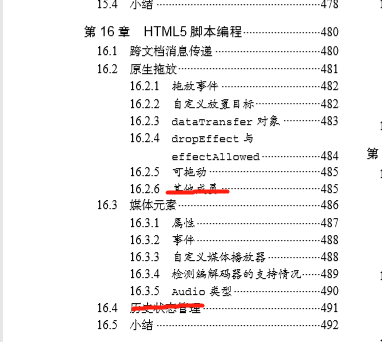 15.4 小结 ········ 478
第 16 章 HTML5 脚本编程 ········ 480
16.1 跨文档消息传递 ········ 480
16.2 原生拖放 ········ 481
16.2.1 拖放事件 ········ 482
16.2.2 自定义放置目标 ········ 482
16.2.3 dataTransfer 对象 ········ 483
16.2.4 dropEffect 与
effectAllowed ········ 484
16.2.5 可拖动 ········ 485
16.2.6 其他成员 ········ 485
16.3 媒体元素 ········ 486
16.3.1 属性 ········ 487
16.3.2 事件 ········ 488
16.3.3 自定义媒体播放器 ········ 488
16.3.4 检测编解码器的支持情况 ········ 489
16.3.5 Audio 类型 ········ 490
16.4 历史状态管理 ········ 491
16.5 小结 ········ 492
第